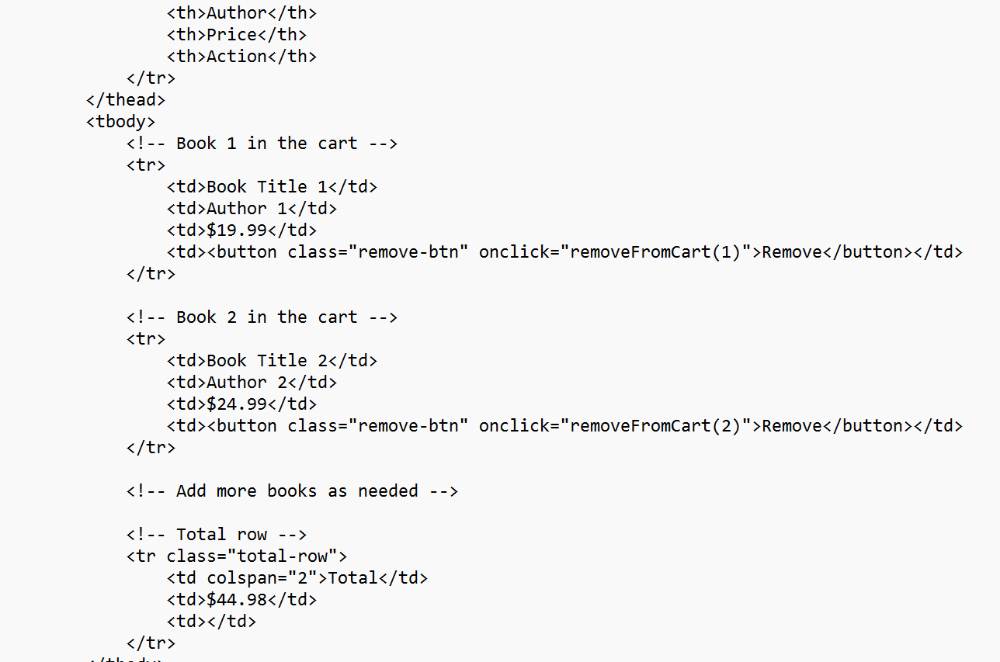 <th>Author</th>
<th>Price</th>
<th>Action</th>
</tr>
</thead>
<tbody>
<!-- Book 1 in the cart -->
<tr>
<td>Book Title 1</td>
<td>Author 1</td>
<td>$19.99</td>
<td><button class="remove-btn" onclick="removeFromCart(1)">Remove</button></td>
</tr>
<!-- Book 2 in the cart -->
<tr>
<td>Book Title 2</td>
<td>Author 2</td>
<td>$24.99</td>
<td><button class="remove-btn" onclick="removeFromCart(2)">Remove</button></td>
</tr>
<!-- Add more books as needed -->
<!-- Total row -->
<tr class="total-row">
<td colspan="2">Total</td>
<td>$44.98</td>
<td></td>
</tr>